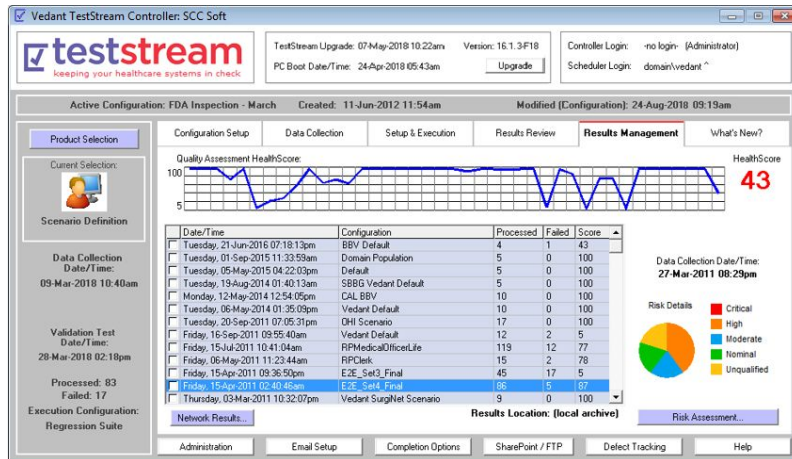 Vedant TestStream Controller: SCC Soft
teststream
keeping your healthcare systems in check
TestStream Upgrade: 07-May-2018 10:22am Version: 16.1.3-F18
PC Boot Date/Time: 24-Apr-2018 05:43am Upgrade
Controller Login: -no login- (Administrator)
Scheduler Login: domain\vedant ^
Active Configuration: FDA Inspection - March Created: 11-Jun-2012 11:54am Modified (Configuration): 24-Aug-2018 09:19am
Product Selection
Current Selection:
Scenario Definition
Data Collection
Date/Time:
09-Mar-2018 10:40am
Validation Test
Date/Time:
28-Mar-2018 02:18pm
Processed: 83
Failed: 17
Execution Configuration:
Regression Suite
Configuration Setup Data Collection Setup & Execution Results Review Results Management What's New?
Quality Assessment HealthScore:
100
5
HealthScore
43
Date/Time Configuration Processed Failed Score
Tuesday, 21-Jun-2016 07:18:13pm BBV Default 4 1 43
Tuesday, 01-Sep-2015 11:33:59am Domain Population 5 0 100
Tuesday, 05-May-2015 04:22:03pm Default 5 0 100
Tuesday, 19-Aug-2014 01:40:13am SBBG Vedant Default 5 0 100
Monday, 12-May-2014 12:54:05pm CAL BBV 10 0 100
Tuesday, 06-May-2014 01:35:09pm Vedant Default 10 0 100
Tuesday, 20-Sep-2011 07:05:31pm OHI Scenario 17 0 100
Friday, 16-Sep-2011 09:55:40am Vedant Default 12 2 5
Friday, 15-Jul-2011 10:41:04am RPMedicalOfficerLife 119 12 77
Friday, 06-May-2011 11:23:44am RPClerk 15 2 78
Friday, 15-Apr-2011 09:36:50pm E2E_Set3_Final 45 17 5
Friday, 15-Apr-2011 02:40:46am E2E_Set4_Final 86 5 87
Thursday, 03-Mar-2011 10:32:07pm Vedant SurgiNet Scenario 9 0 100
Data Collection Date/Time:
27-Mar-2011 08:29pm
Risk Details
Critical
High
Moderate
Nominal
Unqualified
Network Results... Results Location: (local archive) Risk Assessment...
Administration Email Setup Completion Options SharePoint / FTP Defect Tracking Help